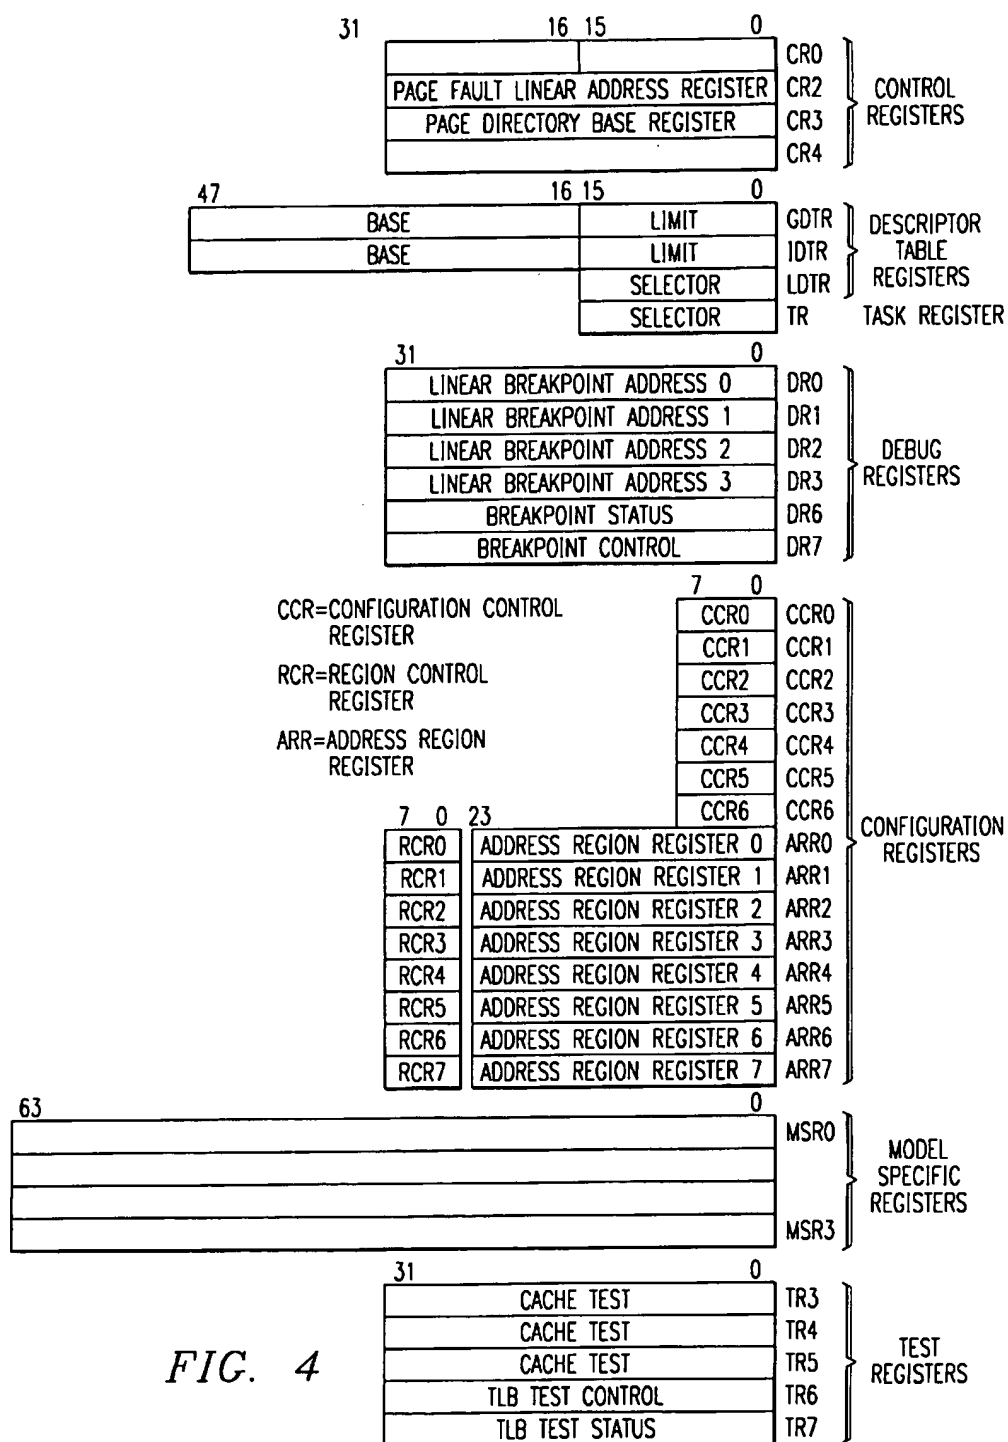 31 16 15 0
CR0
PAGE FAULT LINEAR ADDRESS REGISTER CR2
PAGE DIRECTORY BASE REGISTER CR3
CR4
CONTROL
REGISTERS
47 16 15 0
BASE LIMIT GDTR
BASE LIMIT IDTR
SELECTOR LDTR
DESCRIPTOR
TABLE
REGISTERS
SELECTOR TR TASK REGISTER
31 0
LINEAR BREAKPOINT ADDRESS 0 DR0
LINEAR BREAKPOINT ADDRESS 1 DR1
LINEAR BREAKPOINT ADDRESS 2 DR2
LINEAR BREAKPOINT ADDRESS 3 DR3
BREAKPOINT STATUS DR6
BREAKPOINT CONTROL DR7
DEBUG
REGISTERS
CCR=CONFIGURATION CONTROL
REGISTER
RCR=REGION CONTROL
REGISTER
ARR=ADDRESS REGION
REGISTER
7 0
CCR0 CCR0
CCR1 CCR1
CCR2 CCR2
CCR3 CCR3
CCR4 CCR4
CCR5 CCR5
CCR6 CCR6
7 0 23
RCR0 ADDRESS REGION REGISTER 0 ARR0
RCR1 ADDRESS REGION REGISTER 1 ARR1
RCR2 ADDRESS REGION REGISTER 2 ARR2
RCR3 ADDRESS REGION REGISTER 3 ARR3
RCR4 ADDRESS REGION REGISTER 4 ARR4
RCR5 ADDRESS REGION REGISTER 5 ARR5
RCR6 ADDRESS REGION REGISTER 6 ARR6
RCR7 ADDRESS REGION REGISTER 7 ARR7
CONFIGURATION
REGISTERS
63 0
MSR0
MSR3
MODEL
SPECIFIC
REGISTERS
31 0
CACHE TEST TR3
CACHE TEST TR4
CACHE TEST TR5
TLB TEST CONTROL TR6
TLB TEST STATUS TR7
TEST
REGISTERS
FIG. 4